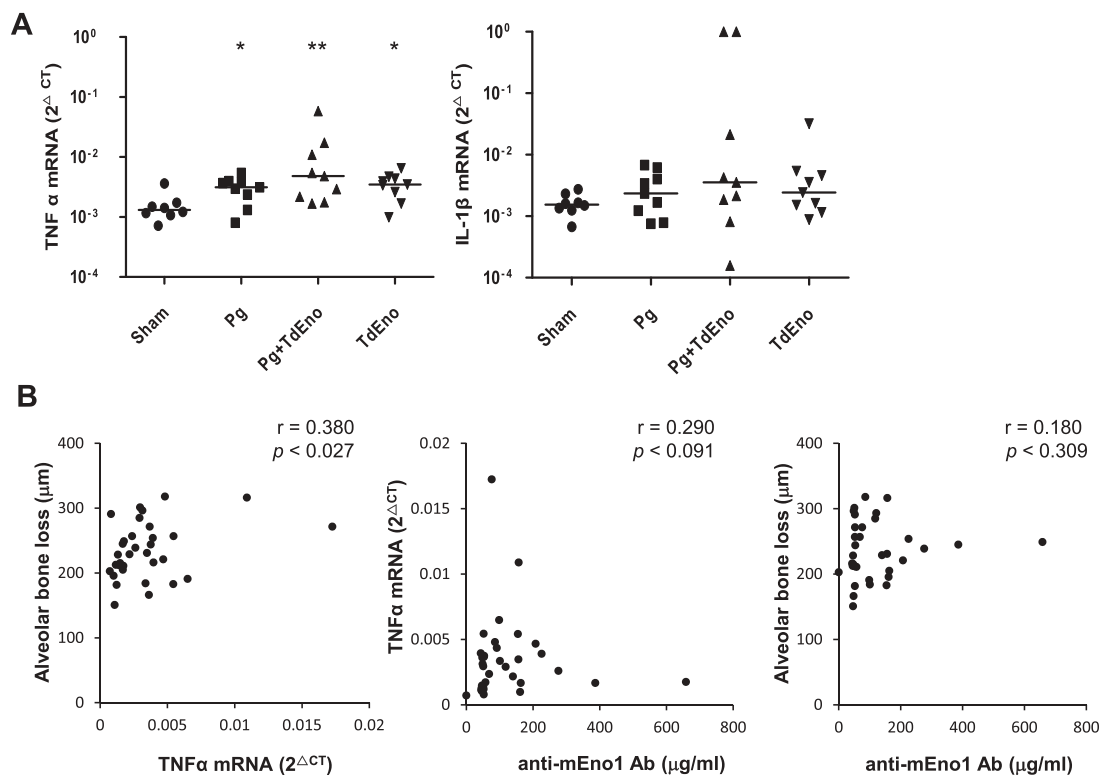 A
TNF α mRNA (2△ CT)
10⁰
10⁻¹
10⁻²
10⁻³
10⁻⁴
* ** *
Sham
Pg
Pg+TdEno
TdEno
IL-1β mRNA (2△ CT)
10⁰
10⁻¹
10⁻²
10⁻³
10⁻⁴
Sham
Pg
Pg+TdEno
TdEno
B
r = 0.380
p < 0.027
Alveolar bone loss (μm)
400
300
200
100
0
0 0.005 0.01 0.015 0.02
TNFα mRNA (2△CT)
r = 0.290
p < 0.091
TNFα mRNA (2△CT)
0.02
0.015
0.01
0.005
0
0 200 400 600 800
anti-mEno1 Ab (μg/ml)
r = 0.180
p < 0.309
Alveolar bone loss (μm)
400
300
200
100
0
0 200 400 600 800
anti-mEno1 Ab (μg/ml)